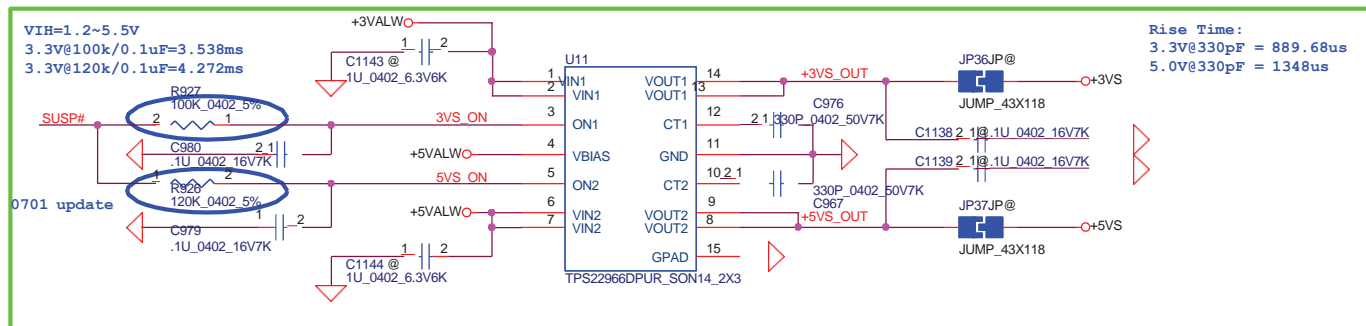 VIH=1.2~5.5V
3.3V@100k/0.1uF=3.538ms
3.3V@120k/0.1uF=4.272ms
+3VALW
1 2
C1143 @
1U_0402_6.3V6K
Rise Time:
3.3V@330pF = 889.68us
5.0V@330pF = 1348us
U11
1 VIN1
2 VIN1
3 ON1
4 VBIAS
5 ON2
6 VIN2
7 VIN2
VOUT1 14
VOUT1 13
CT1 12
GND 11
CT2 10
VOUT2 9
VOUT2 8
GPAD 15
TPS22966DPUR_SON14_2X3
SUSP#
R927
100K_0402_5%
2 1
3VS_ON
C980
.1U_0402_16V7K
2 1
+5VALW
1 2
R926
120K_0402_5%
5VS_ON
0701 update
C979
.1U_0402_16V7K
1 2
+5VALW
1 2
C1144 @
1U_0402_6.3V6K
+3VS_OUT
JP36 JP@
JUMP_43X118
+3VS
C976
2 1
330P_0402_50V7K
2 1
330P_0402_50V7K
C967
C1138 2 1 @ .1U_0402_16V7K
C1139 2 1 @ .1U_0402_16V7K
+5VS_OUT
JP37 JP@
JUMP_43X118
+5VS